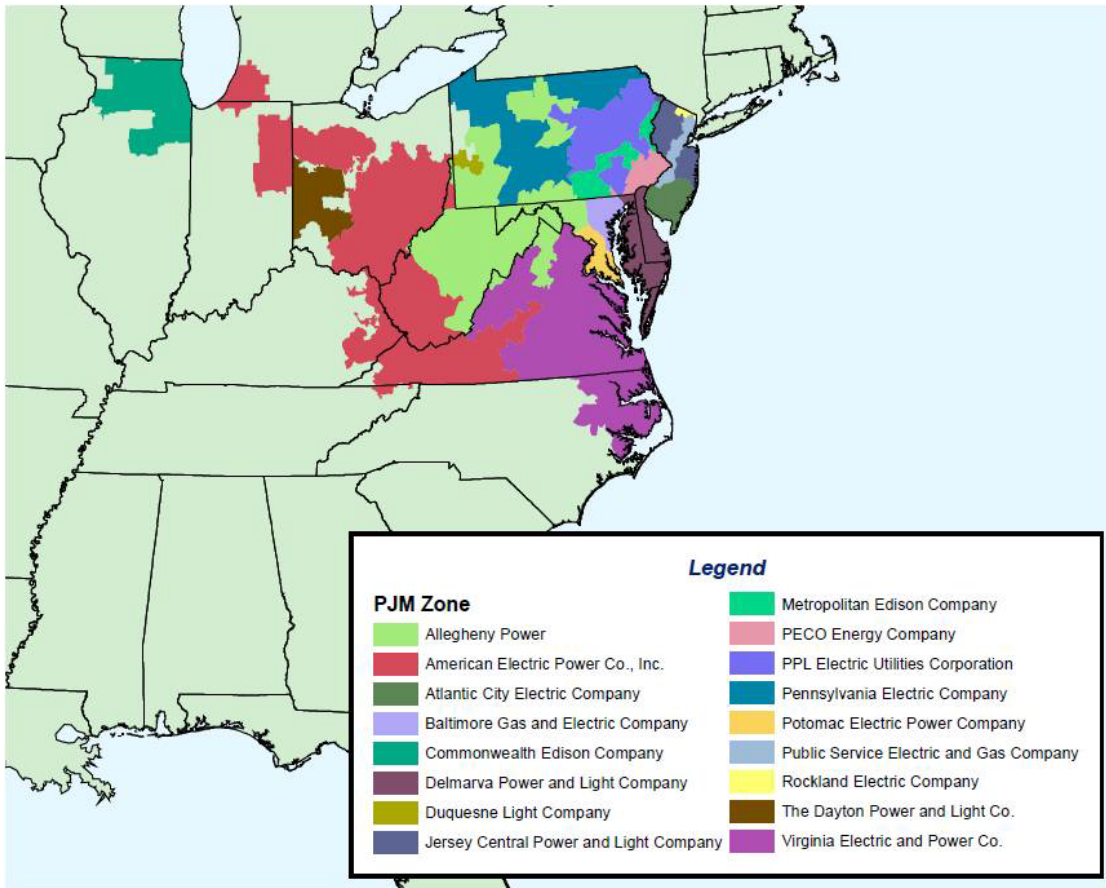 Legend
PJM Zone
Allegheny Power
American Electric Power Co., Inc.
Atlantic City Electric Company
Baltimore Gas and Electric Company
Commonwealth Edison Company
Delmarva Power and Light Company
Duquesne Light Company
Jersey Central Power and Light Company
Metropolitan Edison Company
PECO Energy Company
PPL Electric Utilities Corporation
Pennsylvania Electric Company
Potomac Electric Power Company
Public Service Electric and Gas Company
Rockland Electric Company
The Dayton Power and Light Co.
Virginia Electric and Power Co.